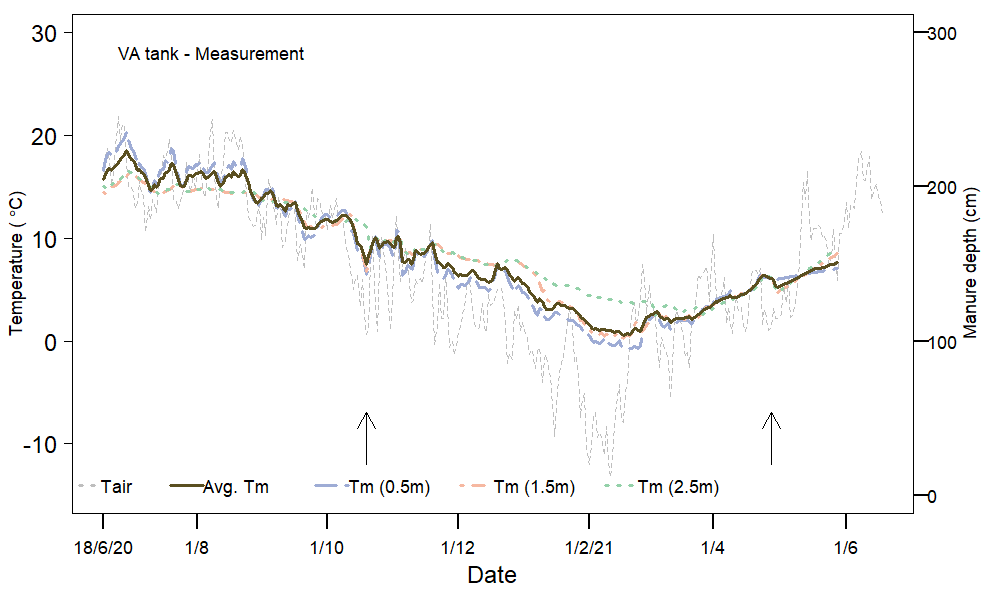 VA tank - Measurement
30
20
10
0
-10
Temperature ( °C)
300
200
100
0
Manure depth (cm)
Tair Avg. Tm Tm (0.5m) Tm (1.5m) Tm (2.5m)
18/6/20 1/8 1/10 1/12 1/2/21 1/4 1/6
Date